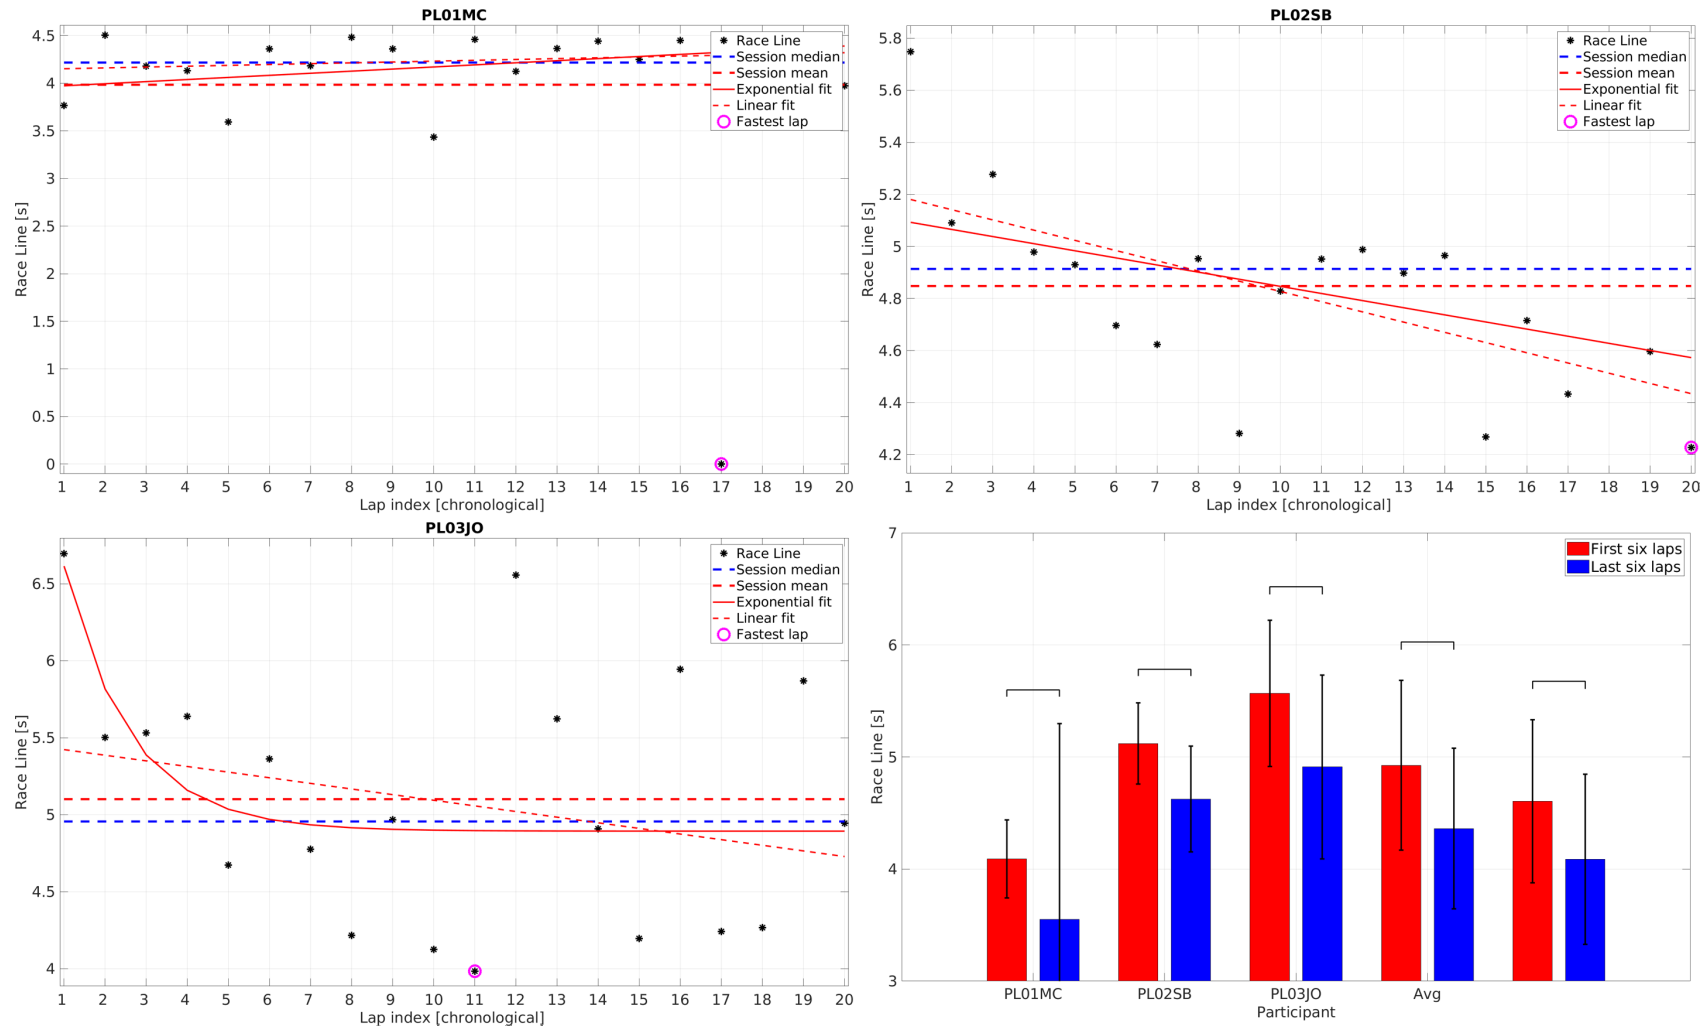 PL01MC
4.5
4
3.5
3
2.5
2
1.5
1
0.5
0
Race Line [s]
1 2 3 4 5 6 7 8 9 10 11 12 13 14 15 16 17 18 19 20
Lap index [chronological]
Race Line
Session median
Session mean
Exponential fit
Linear fit
Fastest lap
PL02SB
5.8
5.6
5.4
5.2
5
4.8
4.6
4.4
4.2
Race Line [s]
1 2 3 4 5 6 7 8 9 10 11 12 13 14 15 16 17 18 19 20
Lap index [chronological]
Race Line
Session median
Session mean
Exponential fit
Linear fit
Fastest lap
PL03JO
6.5
6
5.5
5
4.5
4
Race Line [s]
1 2 3 4 5 6 7 8 9 10 11 12 13 14 15 16 17 18 19 20
Lap index [chronological]
Race Line
Session median
Session mean
Exponential fit
Linear fit
Fastest lap
7
6
5
4
3
Race Line [s]
PL01MC PL02SB PL03JO Avg
Participant
First six laps
Last six laps